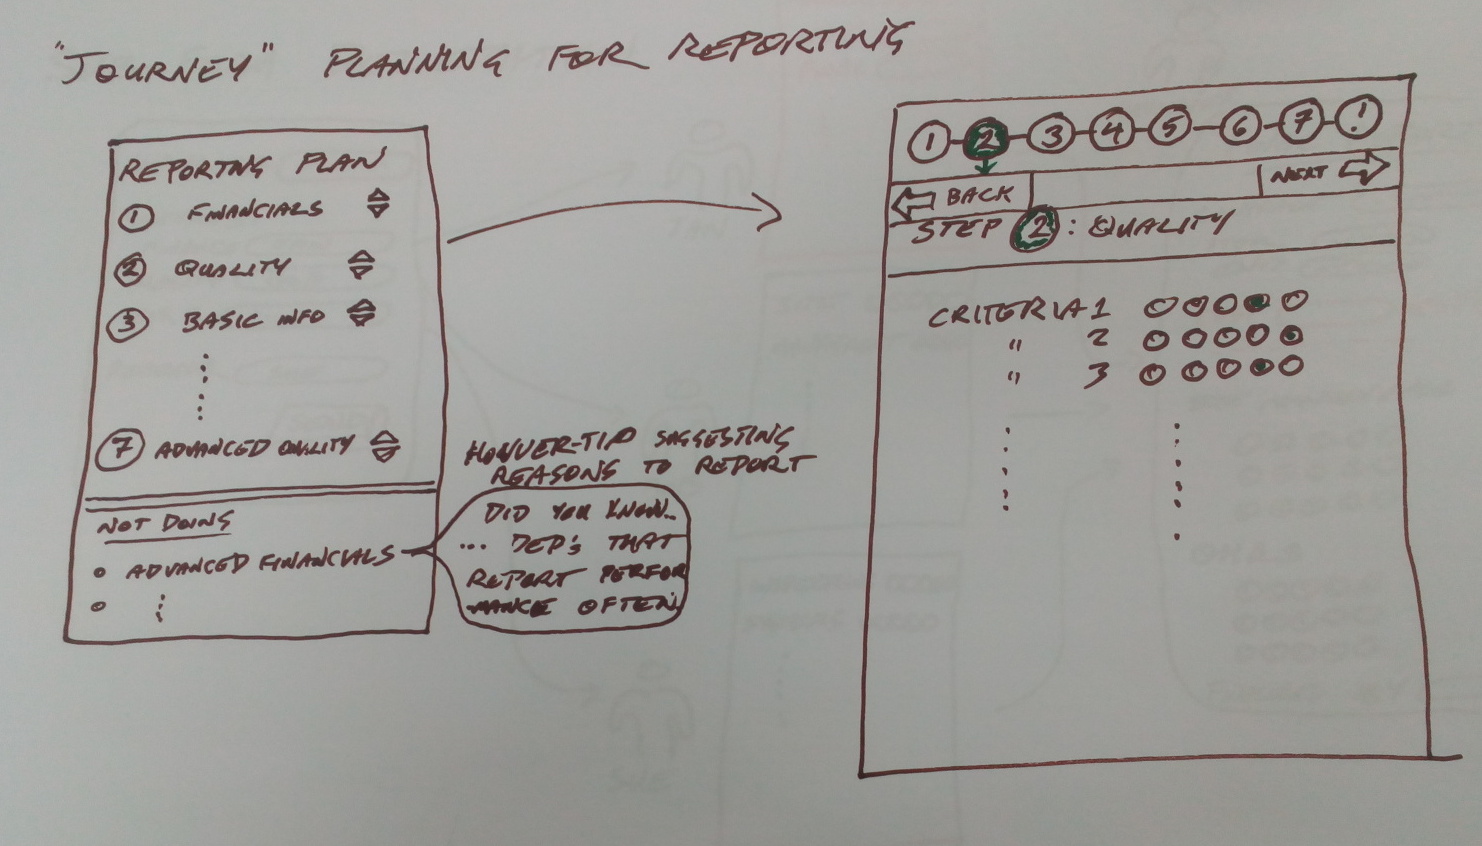 "JOURNEY" PLANNING FOR REPORTING
REPORTING PLAN
1 FINANCIALS
2 QUALITY
3 BASIC INFO
7 ADVANCED QUALITY
NOT DOING
ADVANCED FINANCIALS
HOVER-TIP SUGGESTING
REASONS TO REPORT
DID YOU KNOW..
... DEP'S THAT
REPORT PERFOR
MANCE OFTEN
1 2 3 4 5 6 7 !
BACK NEXT
STEP 2: QUALITY
CRITERIA 1
" 2
" 3